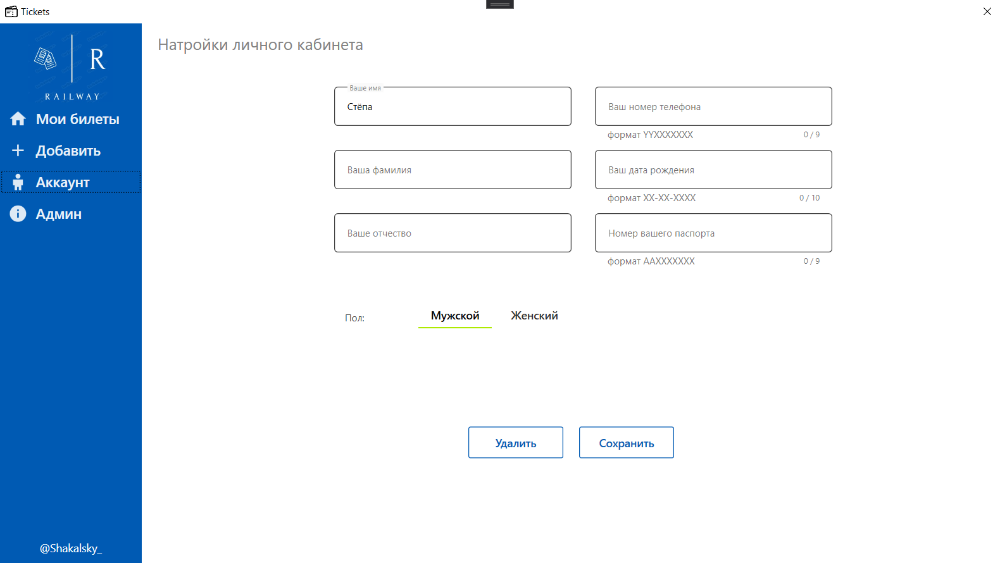 Tickets
R
RAILWAY
Мои билеты
Добавить
Аккаунт
Админ
@Shakalsky_
Натройки личного кабинета
Ваше имя
Стёпа
Ваш номер телефона
формат YYXXXXXXX 0 / 9
Ваша фамилия
Ваш дата рождения
формат XX-XX-XXXX 0 / 10
Ваше отчество
Номер вашего паспорта
формат AAXXXXXXX 0 / 9
Пол: Мужской Женский
Удалить Сохранить